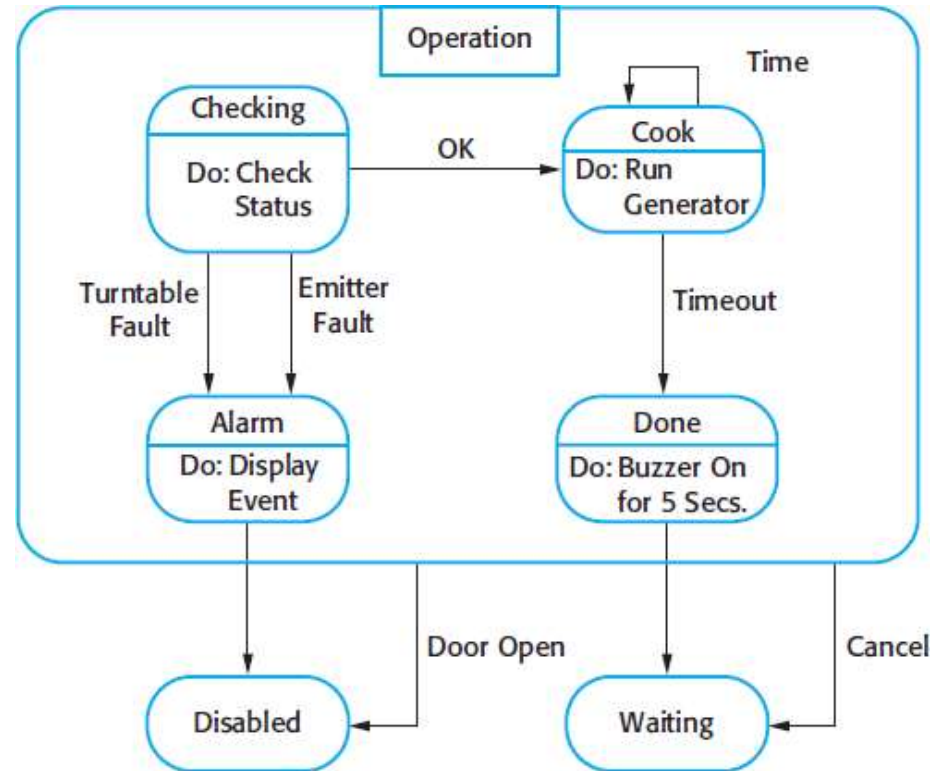 Operation
Time
Checking
Do: Check
Status
OK
Cook
Do: Run
Generator
Turntable
Fault
Emitter
Fault
Timeout
Alarm
Do: Display
Event
Done
Do: Buzzer On
for 5 Secs.
Door Open
Cancel
Disabled
Waiting